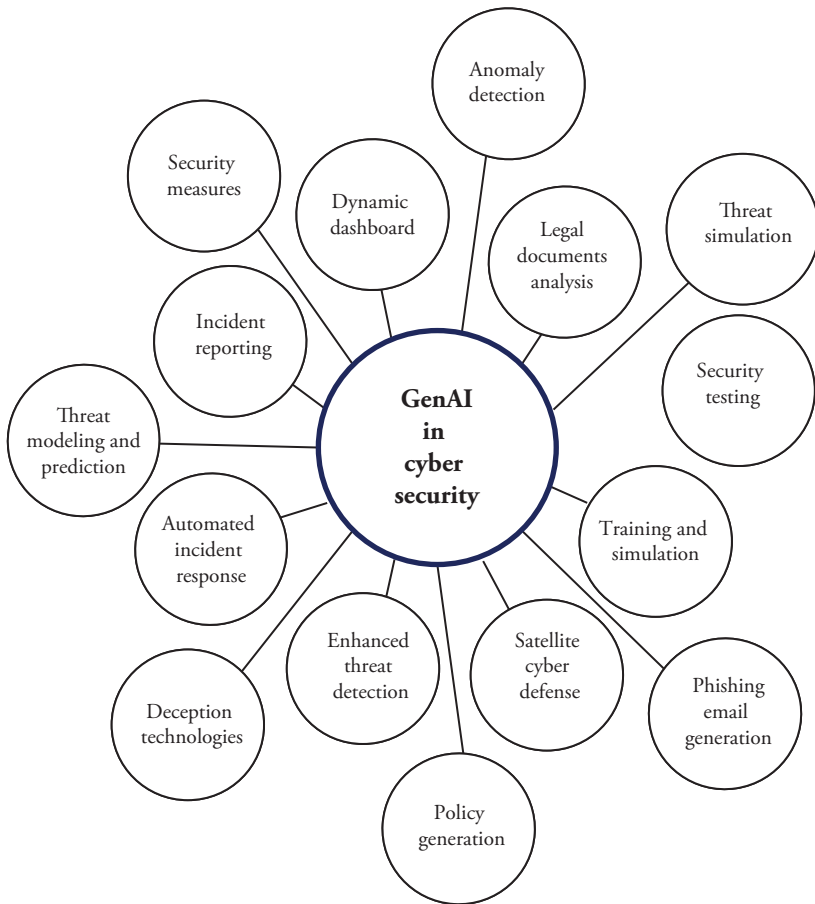 Anomaly
detection
Security
measures
Dynamic
dashboard
Legal
documents
analysis
Threat
simulation
Incident
reporting
Security
testing
GenAI
in
cyber
security
Threat
modeling and
prediction
Automated
incident
response
Training and
simulation
Enhanced
threat
detection
Satellite
cyber
defense
Deception
technologies
Phishing
email
generation
Policy
generation